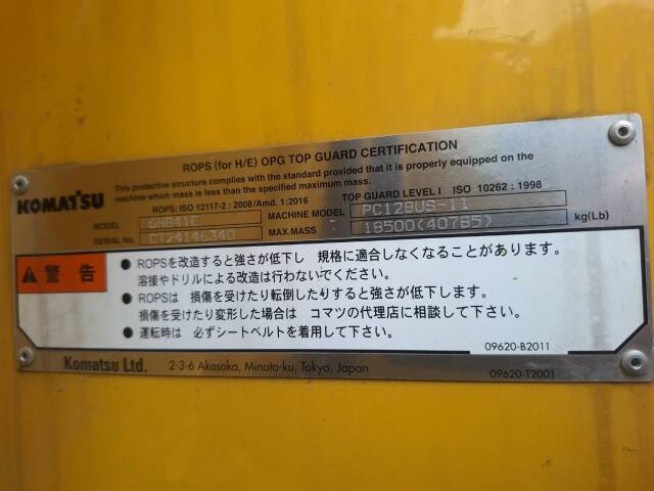 ROPS (for H/E) OPG TOP GUARD CERTIFICATION
This protective structure complies with the standard provided that it is properly equipped on the
machine which mass is less than the specified maximum mass.
KOMATSU
ROPS: ISO 12117-2 : 2008/Amd. 1:2016
TOP GUARD LEVEL I ISO 10262 : 1998
MODEL
MACHINE MODEL PC128US-11
SERIAL No.
MAX.MASS 18500(40785) kg(Lb)
警告
● ROPSを改造すると強さが低下し 規格に適合しなくなることがあります。
溶接やドリルによる改造は行わないでください。
● ROPSは 損傷を受けたり転倒したりすると強さが低下します。
損傷を受けたり変形した場合は コマツの代理店に相談して下さい。
● 運転時は 必ずシートベルトを着用して下さい。
09620-B2011
Komatsu Ltd. 2-3-6 Akasaka, Minato-ku, Tokyo, Japan
09620-T2001